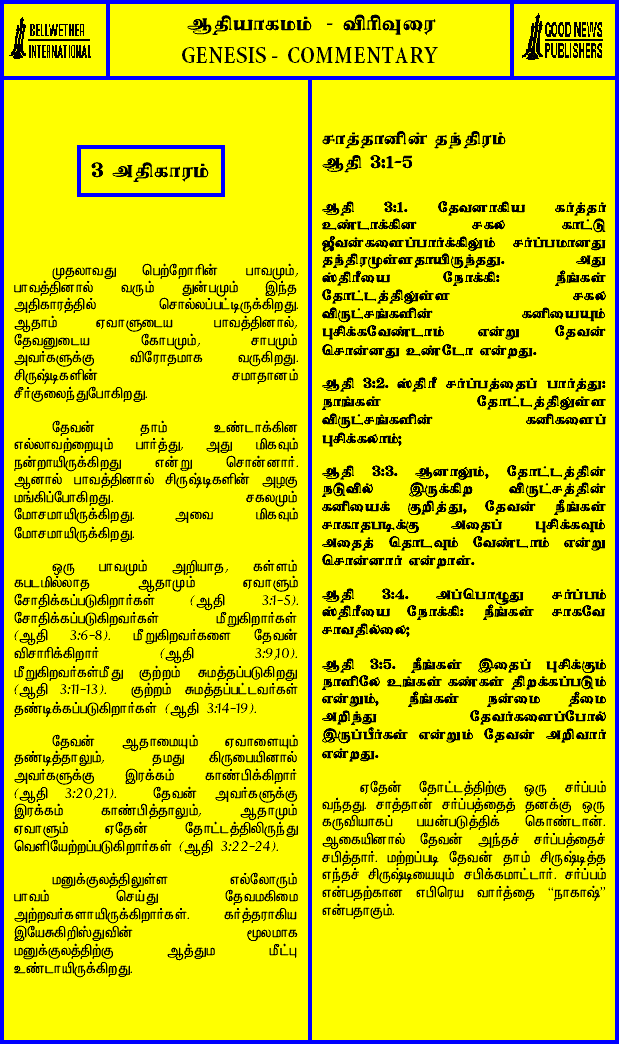 BELLWETHER
INTERNATIONAL
ஆதியாகமம் - விரிவுரை
GENESIS - COMMENTARY
GOOD NEWS
PUBLISHERS
3 அதிகாரம்
முதலாவது பெற்றோரின் பாவமும்,
பாவத்தினால் வரும் துன்பமும் இந்த
அதிகாரத்தில் சொல்லப்பட்டிருக்கிறது.
ஆதாம் ஏவாளுடைய பாவத்தினால்,
தேவனுடைய கோபமும், சாபமும்
அவர்களுக்கு விரோதமாக வருகிறது.
சிருஷ்டிகளின் சமாதானம்
சீர்குலைந்துபோகிறது.
தேவன் தாம் உண்டாக்கின
எல்லாவற்றையும் பார்த்து, அது மிகவும்
நன்றாயிருக்கிறது என்று சொன்னார்.
ஆனால் பாவத்தினால் சிருஷ்டிகளின் அழகு
மங்கிப்போகிறது. சகலமும்
மோசமாயிருக்கிறது. அவை மிகவும்
மோசமாயிருக்கிறது.
ஒரு பாவமும் அறியாத, கள்ளம்
கபடமில்லாத ஆதாமும் ஏவாளும்
சோதிக்கப்படுகிறார்கள் (ஆதி 3:1-5).
சோதிக்கப்படுகிறவர்கள் மீறுகிறார்கள்
(ஆதி 3:6-8). மீறுகிறவர்களை தேவன்
விசாரிக்கிறார் (ஆதி 3:9,10).
மீறுகிறவர்கள்மீது குற்றம் சுமத்தப்படுகிறது
(ஆதி 3:11-13). குற்றம் சுமத்தப்பட்டவர்கள்
தண்டிக்கப்படுகிறார்கள் (ஆதி 3:14-19).
தேவன் ஆதாமையும் ஏவாளையும்
தண்டித்தாலும், தமது கிருபையினால்
அவர்களுக்கு இரக்கம் காண்பிக்கிறார்
(ஆதி 3:20,21). தேவன் அவர்களுக்கு
இரக்கம் காண்பித்தாலும், ஆதாமும்
ஏவாளும் ஏதேன் தோட்டத்திலிருந்து
வெளியேற்றப்படுகிறார்கள் (ஆதி 3:22-24).
மனுக்குலத்திலுள்ள எல்லோரும்
பாவம் செய்து தேவமகிமை
அற்றவர்களாயிருக்கிறார்கள். கர்த்தராகிய
இயேசுகிறிஸ்துவின் மூலமாக
மனுக்குலத்திற்கு ஆத்தும மீட்பு
உண்டாயிருக்கிறது.
சாத்தானின் தந்திரம்
ஆதி 3:1-5
ஆதி 3:1. தேவனாகிய கர்த்தர்
உண்டாக்கின சகல காட்டு
ஜீவன்களைப்பார்க்கிலும் சர்ப்பமானது
தந்திரமுள்ளதாயிருந்தது. அது
ஸ்திரீயை நோக்கி: நீங்கள்
தோட்டத்திலுள்ள சகல
விருட்சங்களின் கனியையும்
புசிக்கவேண்டாம் என்று தேவன்
சொன்னது உண்டோ என்றது.
ஆதி 3:2. ஸ்திரீ சர்ப்பத்தைப் பார்த்து:
நாங்கள் தோட்டத்திலுள்ள
விருட்சங்களின் கனிகளைப்
புசிக்கலாம்;
ஆதி 3:3. ஆனாலும், தோட்டத்தின்
நடுவில் இருக்கிற விருட்சத்தின்
கனியைக் குறித்து, தேவன் நீங்கள்
சாகாதபடிக்கு அதைப் புசிக்கவும்
அதைத் தொடவும் வேண்டாம் என்று
சொன்னார் என்றாள்.
ஆதி 3:4. அப்பொழுது சர்ப்பம்
ஸ்திரீயை நோக்கி: நீங்கள் சாகவே
சாவதில்லை;
ஆதி 3:5. நீங்கள் இதைப் புசிக்கும்
நாளிலே உங்கள் கண்கள் திறக்கப்படும்
என்றும், நீங்கள் நன்மை தீமை
அறிந்து தேவர்களைப்போல்
இருப்பீர்கள் என்றும் தேவன் அறிவார்
என்றது.
ஏதேன் தோட்டத்திற்கு ஒரு சர்ப்பம்
வந்தது. சாத்தான் சர்ப்பத்தைத் தனக்கு ஒரு
கருவியாகப் பயன்படுத்திக் கொண்டான்.
ஆகையினால் தேவன் அந்தச் சர்ப்பத்தைச்
சபித்தார். மற்றப்படி தேவன் தாம் சிருஷ்டித்த
எந்தச் சிருஷ்டியையும் சபிக்கமாட்டார். சர்ப்பம்
என்பதற்கான எபிரெய வார்த்தை “நாகாஷ்”
என்பதாகும்.